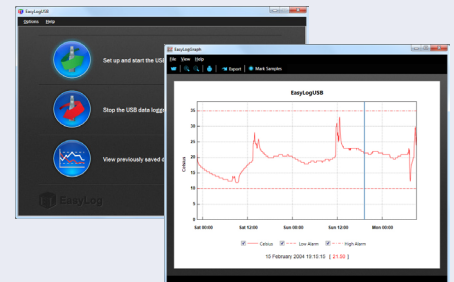 EasyLogUSB
Options Help
Set up and start the USB
Stop the USB data logg
View previously saved d
EasyLog
EasyLogGraph
File View Help
Export
Mark Samples
EasyLogUSB
Celsius
35
30
25
20
15
10
5
0
Sat 00:00 Sat 12:00 Sun 00:00 Sun 12:00 Mon 00:00
Celsius Low Alarm High Alarm
15 February 2004 19:15:15 [ 21.50 ]